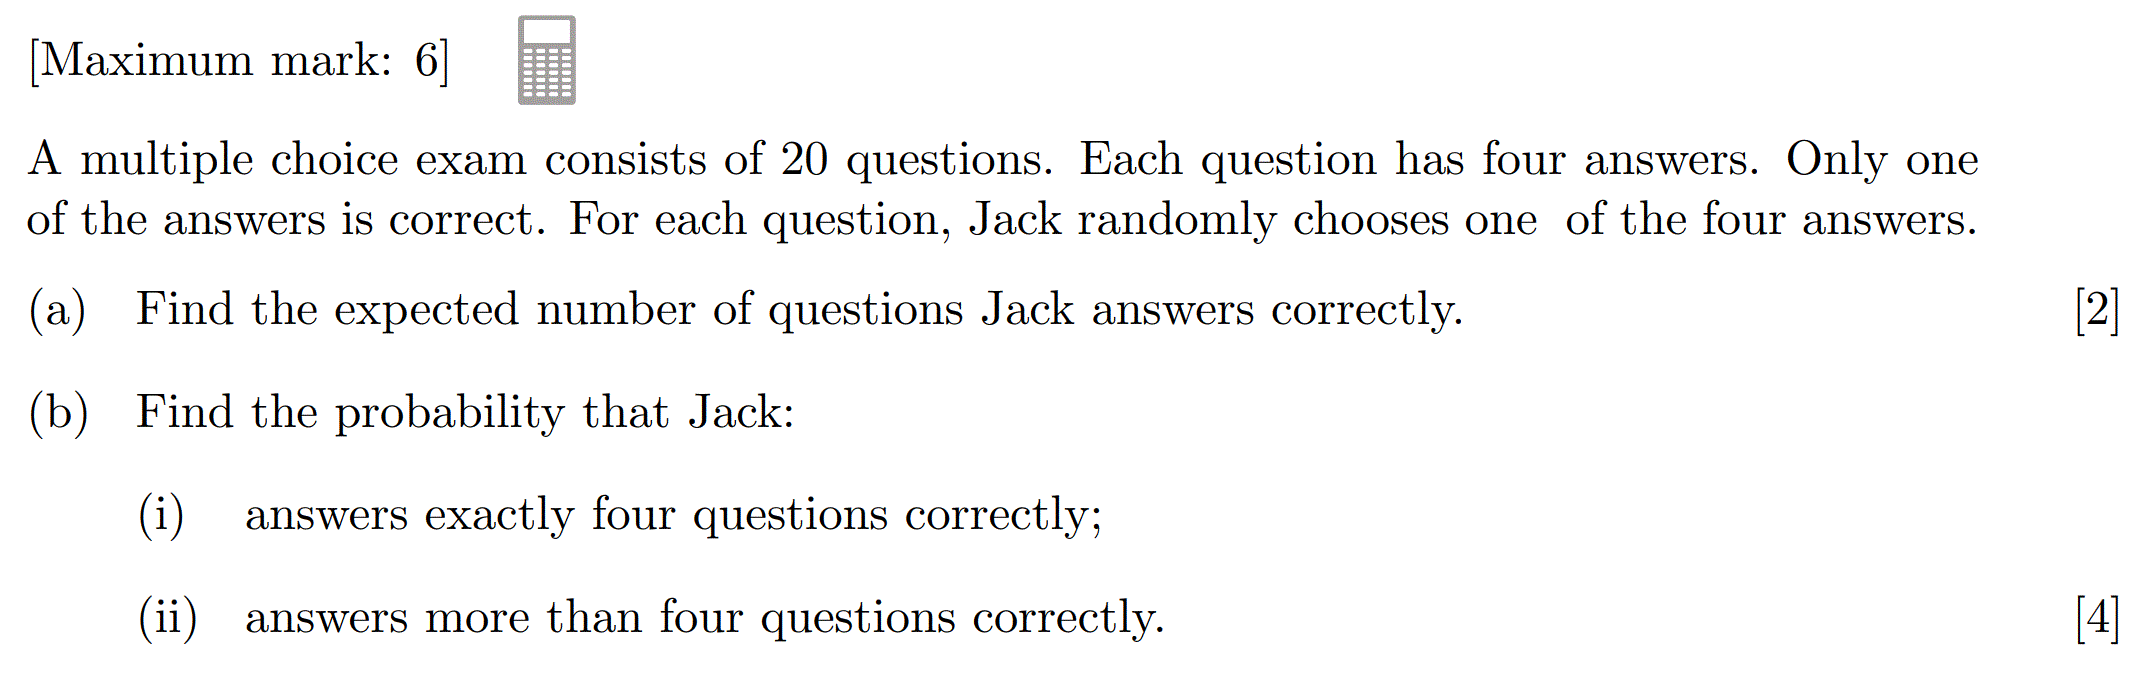 [Maximum mark: 6]
A multiple choice exam consists of 20 questions. Each question has four answers. Only one
of the answers is correct. For each question, Jack randomly chooses one of the four answers.
(a) Find the expected number of questions Jack answers correctly. [2]
(b) Find the probability that Jack:
(i) answers exactly four questions correctly;
(ii) answers more than four questions correctly. [4]